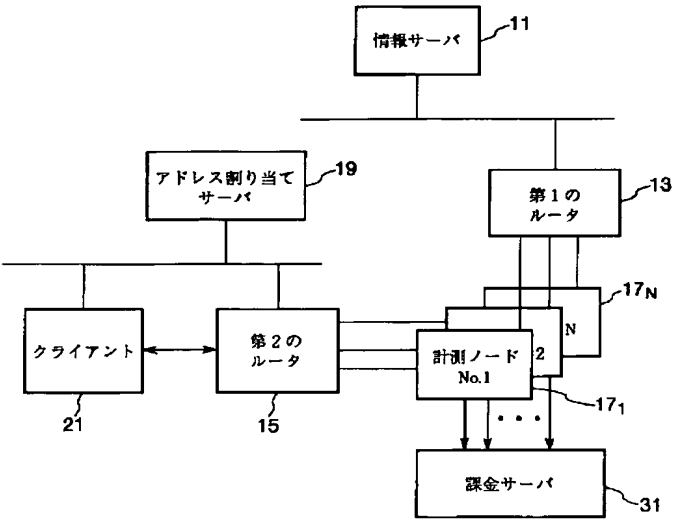 情報サーバ
11
アドレス割り当て
サーバ
19
第1の
ルータ
13
クライアント
21
第2の
ルータ
15
17N
N
2
計測ノード
No.1
171
・・・
課金サーバ
31